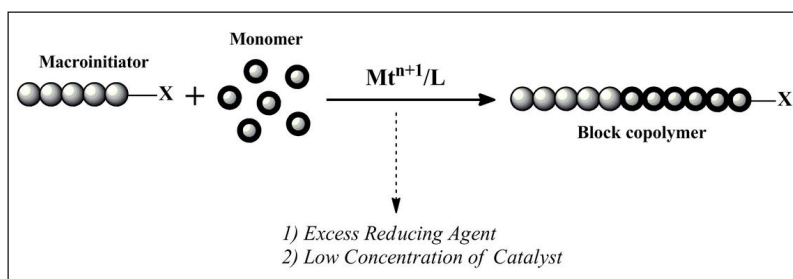 Macroinitiator
Monomer
X
+
Mtⁿ⁺¹/L
X
Block copolymer
1) Excess Reducing Agent
2) Low Concentration of Catalyst